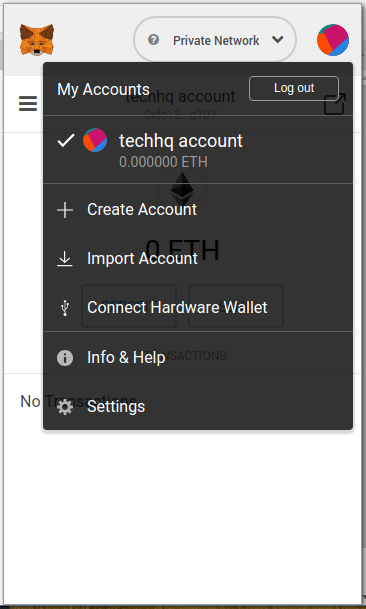 Private Network
My Accounts
Log out
techhq account
techhq account
0.000000 ETH
Create Account
0 ETH
Import Account
Connect Hardware Wallet
Info & Help
No Transactions
Settings